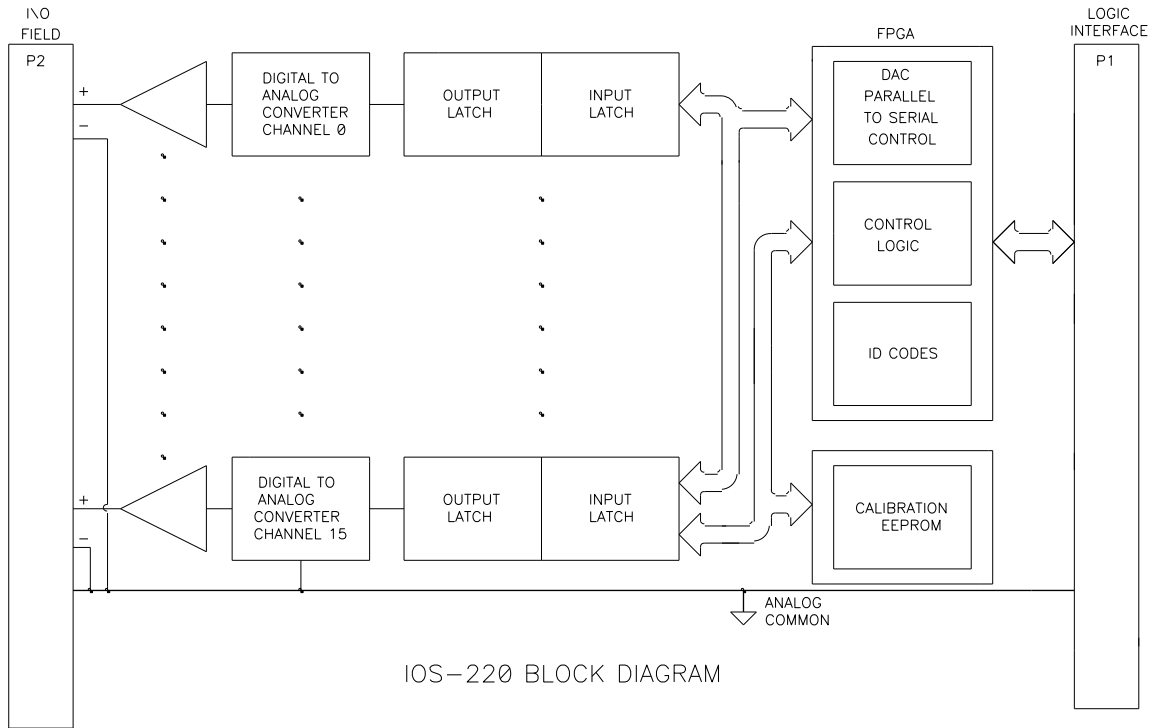 I\O
FIELD
P2
+
−
DIGITAL TO
ANALOG
CONVERTER
CHANNEL 0
OUTPUT
LATCH
INPUT
LATCH
FPGA
DAC
PARALLEL
TO SERIAL
CONTROL
CONTROL
LOGIC
ID CODES
LOGIC
INTERFACE
P1
+
−
DIGITAL TO
ANALOG
CONVERTER
CHANNEL 15
OUTPUT
LATCH
INPUT
LATCH
CALIBRATION
EEPROM
ANALOG
COMMON
IOS−220 BLOCK DIAGRAM